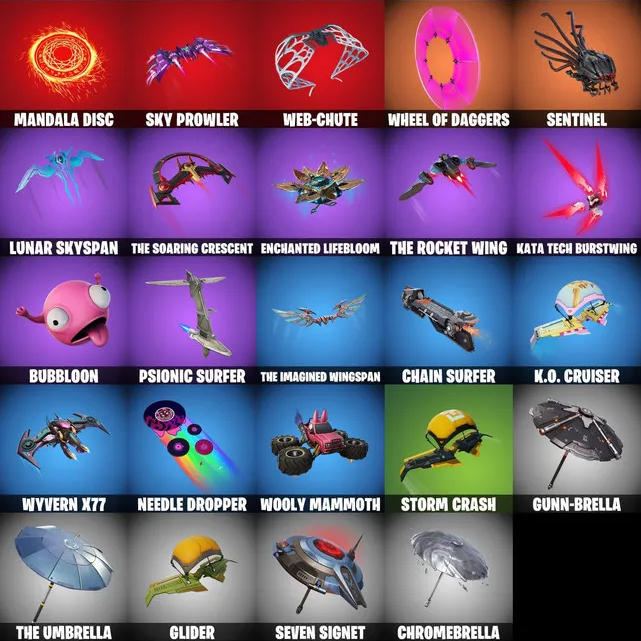 MANDALA DISC
SKY PROWLER
WEB-CHUTE
WHEEL OF DAGGERS
SENTINEL
LUNAR SKYSPAN
THE SOARING CRESCENT
ENCHANTED LIFEBLOOM
THE ROCKET WING
KATA TECH BURSTWING
BUBBLOON
PSIONIC SURFER
THE IMAGINED WINGSPAN
CHAIN SURFER
K.O. CRUISER
WYVERN X77
NEEDLE DROPPER
WOOLY MAMMOTH
STORM CRASH
GUNN-BRELLA
THE UMBRELLA
GLIDER
SEVEN SIGNET
CHROMEBRELLA